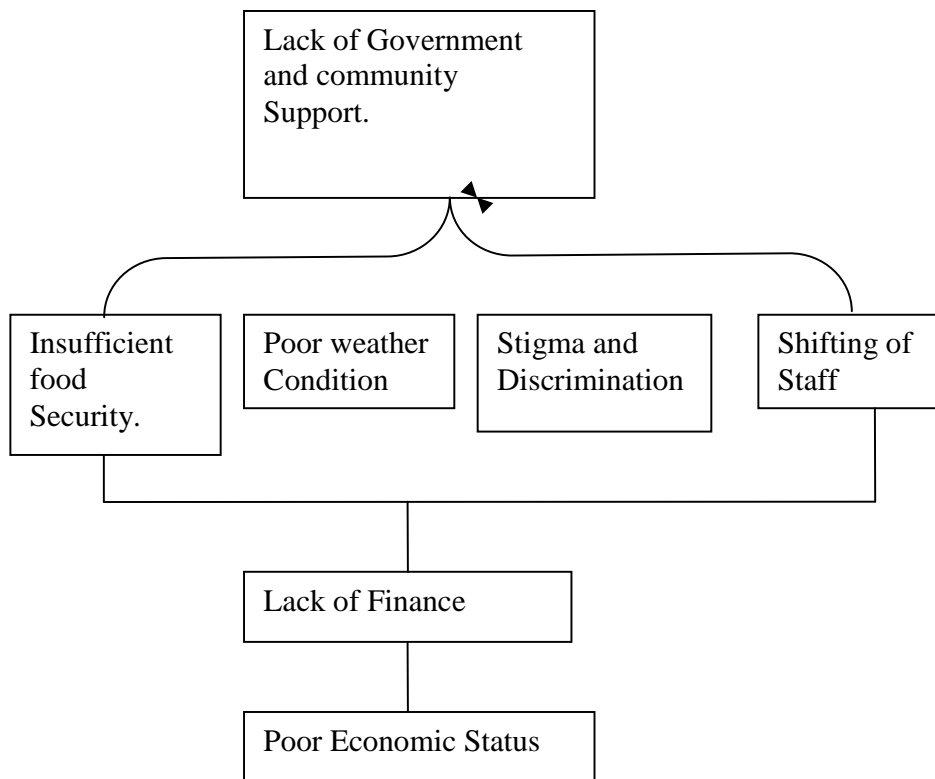 Lack of Government
and community
Support.
Insufficient
food
Security.
Poor weather
Condition
Stigma and
Discrimination
Shifting of
Staff
Lack of Finance
Poor Economic Status